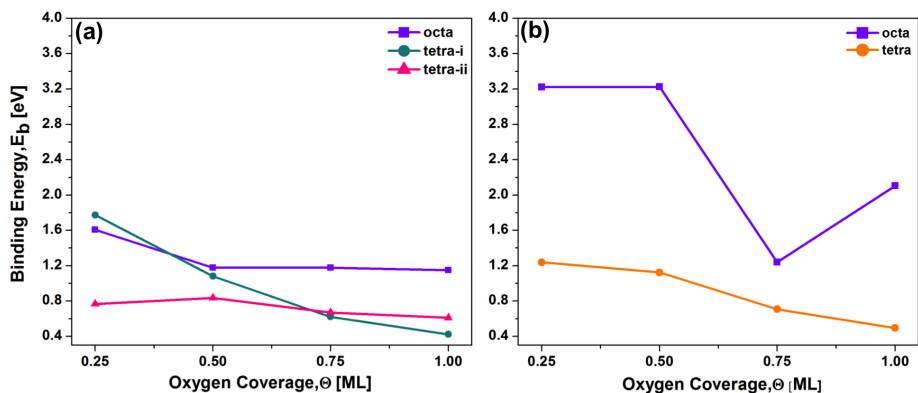 (a)
octa
tetra-i
tetra-ii
4.0
3.6
3.2
2.8
2.4
2.0
1.6
1.2
0.8
0.4
Binding Energy,E_b [eV]
0.25 0.50 0.75 1.00
Oxygen Coverage,Θ [ML]
(b)
octa
tetra
4.0
3.6
3.2
2.8
2.4
2.0
1.6
1.2
0.8
0.4
0.25 0.50 0.75 1.00
Oxygen Coverage,Θ [ML]